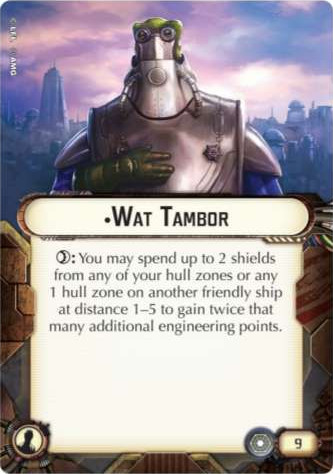 •WAT TAMBOR
: You may spend up to 2 shields
from any of your hull zones or any
1 hull zone on another friendly ship
at distance 1–5 to gain twice that
many additional engineering points.
9